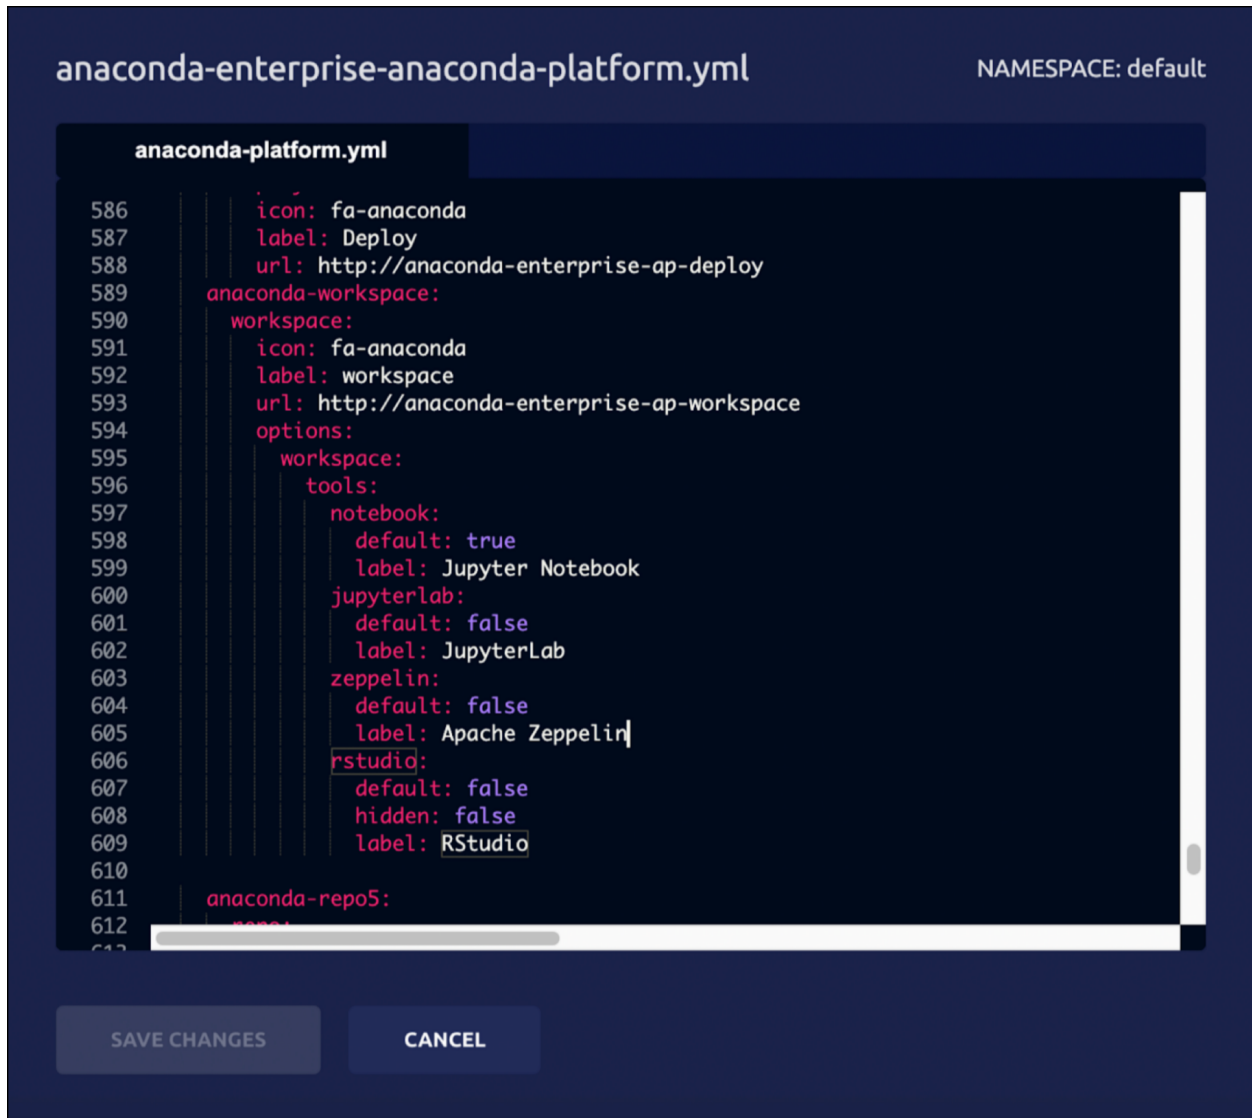 anaconda-enterprise-anaconda-platform.yml NAMESPACE: default
anaconda-platform.yml
586 icon: fa-anaconda
587 label: Deploy
588 url: http://anaconda-enterprise-ap-deploy
589 anaconda-workspace:
590 workspace:
591 icon: fa-anaconda
592 label: workspace
593 url: http://anaconda-enterprise-ap-workspace
594 options:
595 workspace:
596 tools:
597 notebook:
598 default: true
599 label: Jupyter Notebook
600 jupyterlab:
601 default: false
602 label: JupyterLab
603 zeppelin:
604 default: false
605 label: Apache Zeppelin
606 rstudio:
607 default: false
608 hidden: false
609 label: RStudio
610
611 anaconda-repo5:
612
SAVE CHANGES CANCEL